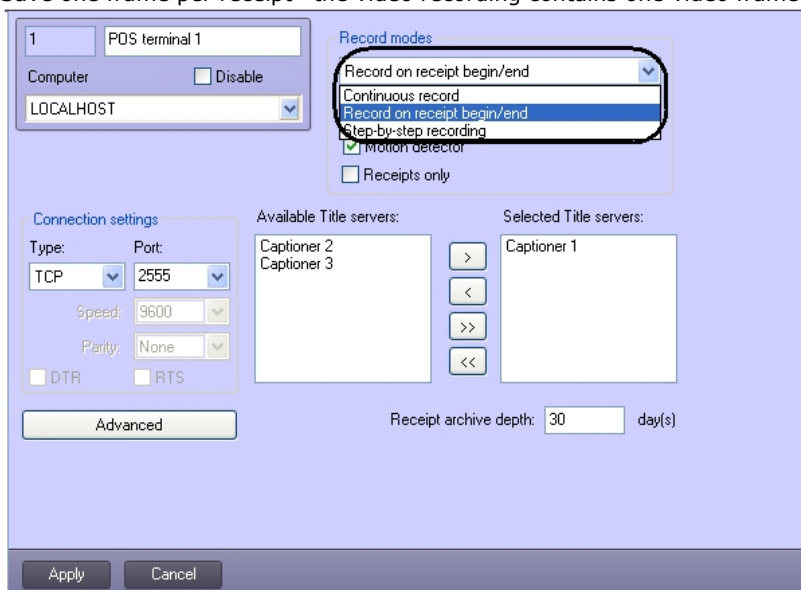 Save one frame per receipt - the video recording contains one video frame
1 POS terminal 1
Computer Disable
LOCALHOST
Record modes
Record on receipt begin/end
Continuous record
Record on receipt begin/end
Step-by-step recording
Motion detector
Receipts only
Connection settings
Type: Port:
TCP 2555
Speed: 9600
Parity: None
DTR RTS
Advanced
Available Title servers:
Captioner 2
Captioner 3
>
<
>>
<<
Selected Title servers:
Captioner 1
Receipt archive depth: 30 day(s)
Apply Cancel